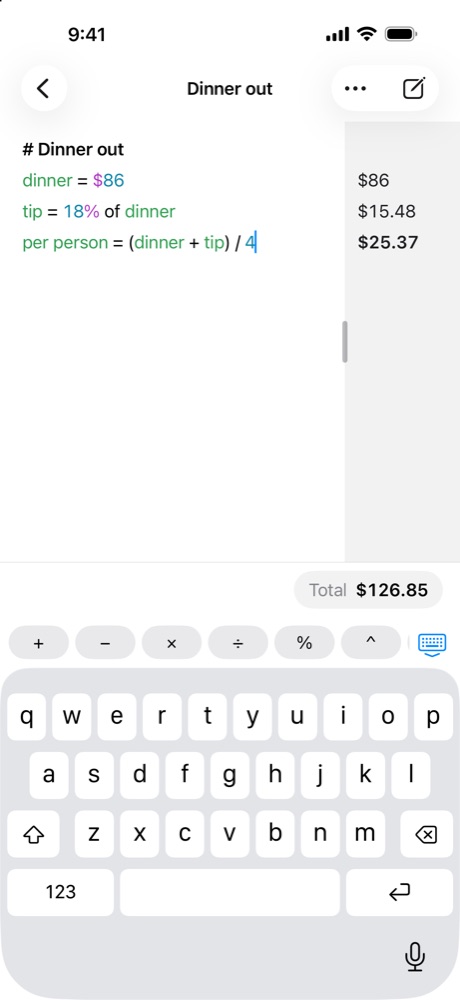 9:41
Dinner out
# Dinner out
dinner = $86 $86
tip = 18% of dinner $15.48
per person = (dinner + tip) / 4 $25.37
Total $126.85
+ − × ÷ % ^
q w e r t y u i o p
a s d f g h j k l
z x c v b n m
123